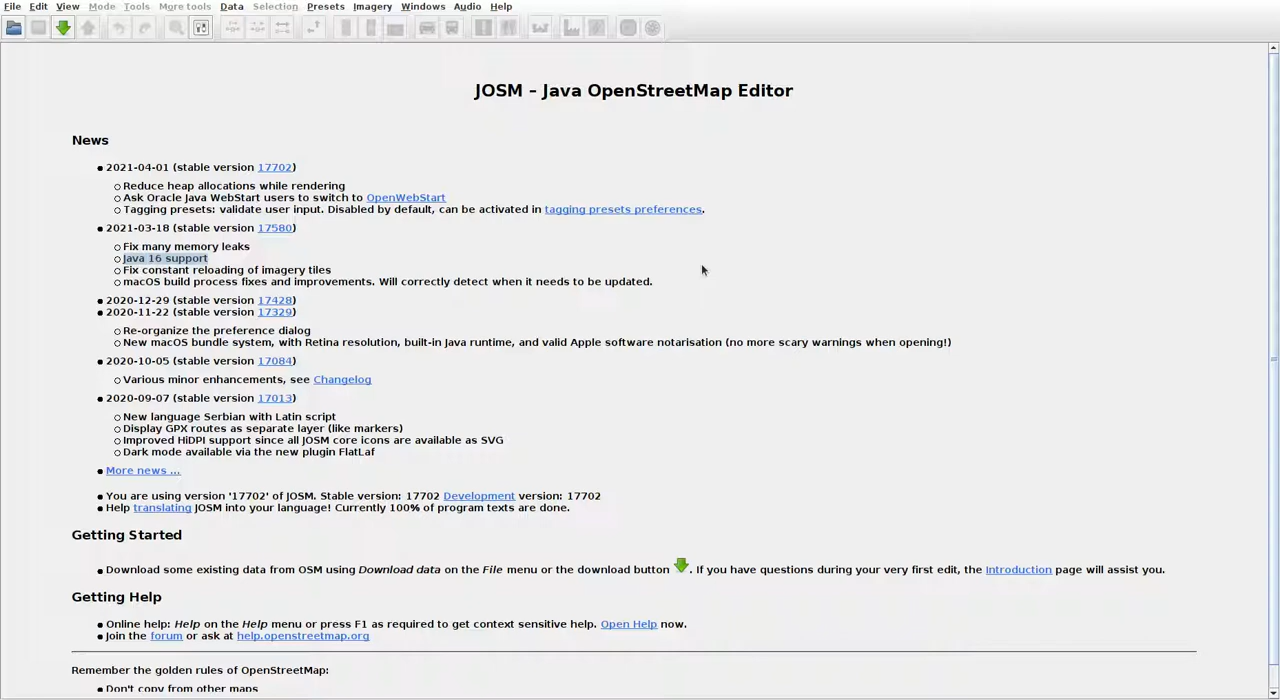 File Edit View Mode Tools More tools Data Selection Presets Imagery Windows Audio Help
JOSM – Java OpenStreetMap Editor
News
2021-04-01 (stable version 17702)
Reduce heap allocations while rendering
Ask Oracle Java WebStart users to switch to OpenWebStart
Tagging presets: validate user input. Disabled by default, can be activated in tagging presets preferences.
2021-03-18 (stable version 17580)
Fix many memory leaks
Java 16 support
Fix constant reloading of imagery tiles
macOS build process fixes and improvements. Will correctly detect when it needs to be updated.
2020-12-29 (stable version 17428)
2020-11-22 (stable version 17329)
Re-organize the preference dialog
New macOS bundle system, with Retina resolution, built-in Java runtime, and valid Apple software notarisation (no more scary warnings when opening!)
2020-10-05 (stable version 17084)
Various minor enhancements, see Changelog
2020-09-07 (stable version 17013)
New language Serbian with Latin script
Display GPX routes as separate layer (like markers)
Improved HiDPI support since all JOSM core icons are available as SVG
Dark mode available via the new plugin FlatLaf
More news ...
You are using version '17702' of JOSM. Stable version: 17702 Development version: 17702
Help translating JOSM into your language! Currently 100% of program texts are done.
Getting Started
Download some existing data from OSM using Download data on the File menu or the download button . If you have questions during your very first edit, the Introduction page will assist you.
Getting Help
Online help: Help on the Help menu or press F1 as required to get context sensitive help. Open Help now.
Join the forum or ask at help.openstreetmap.org
Remember the golden rules of OpenStreetMap:
Don't copy from other maps